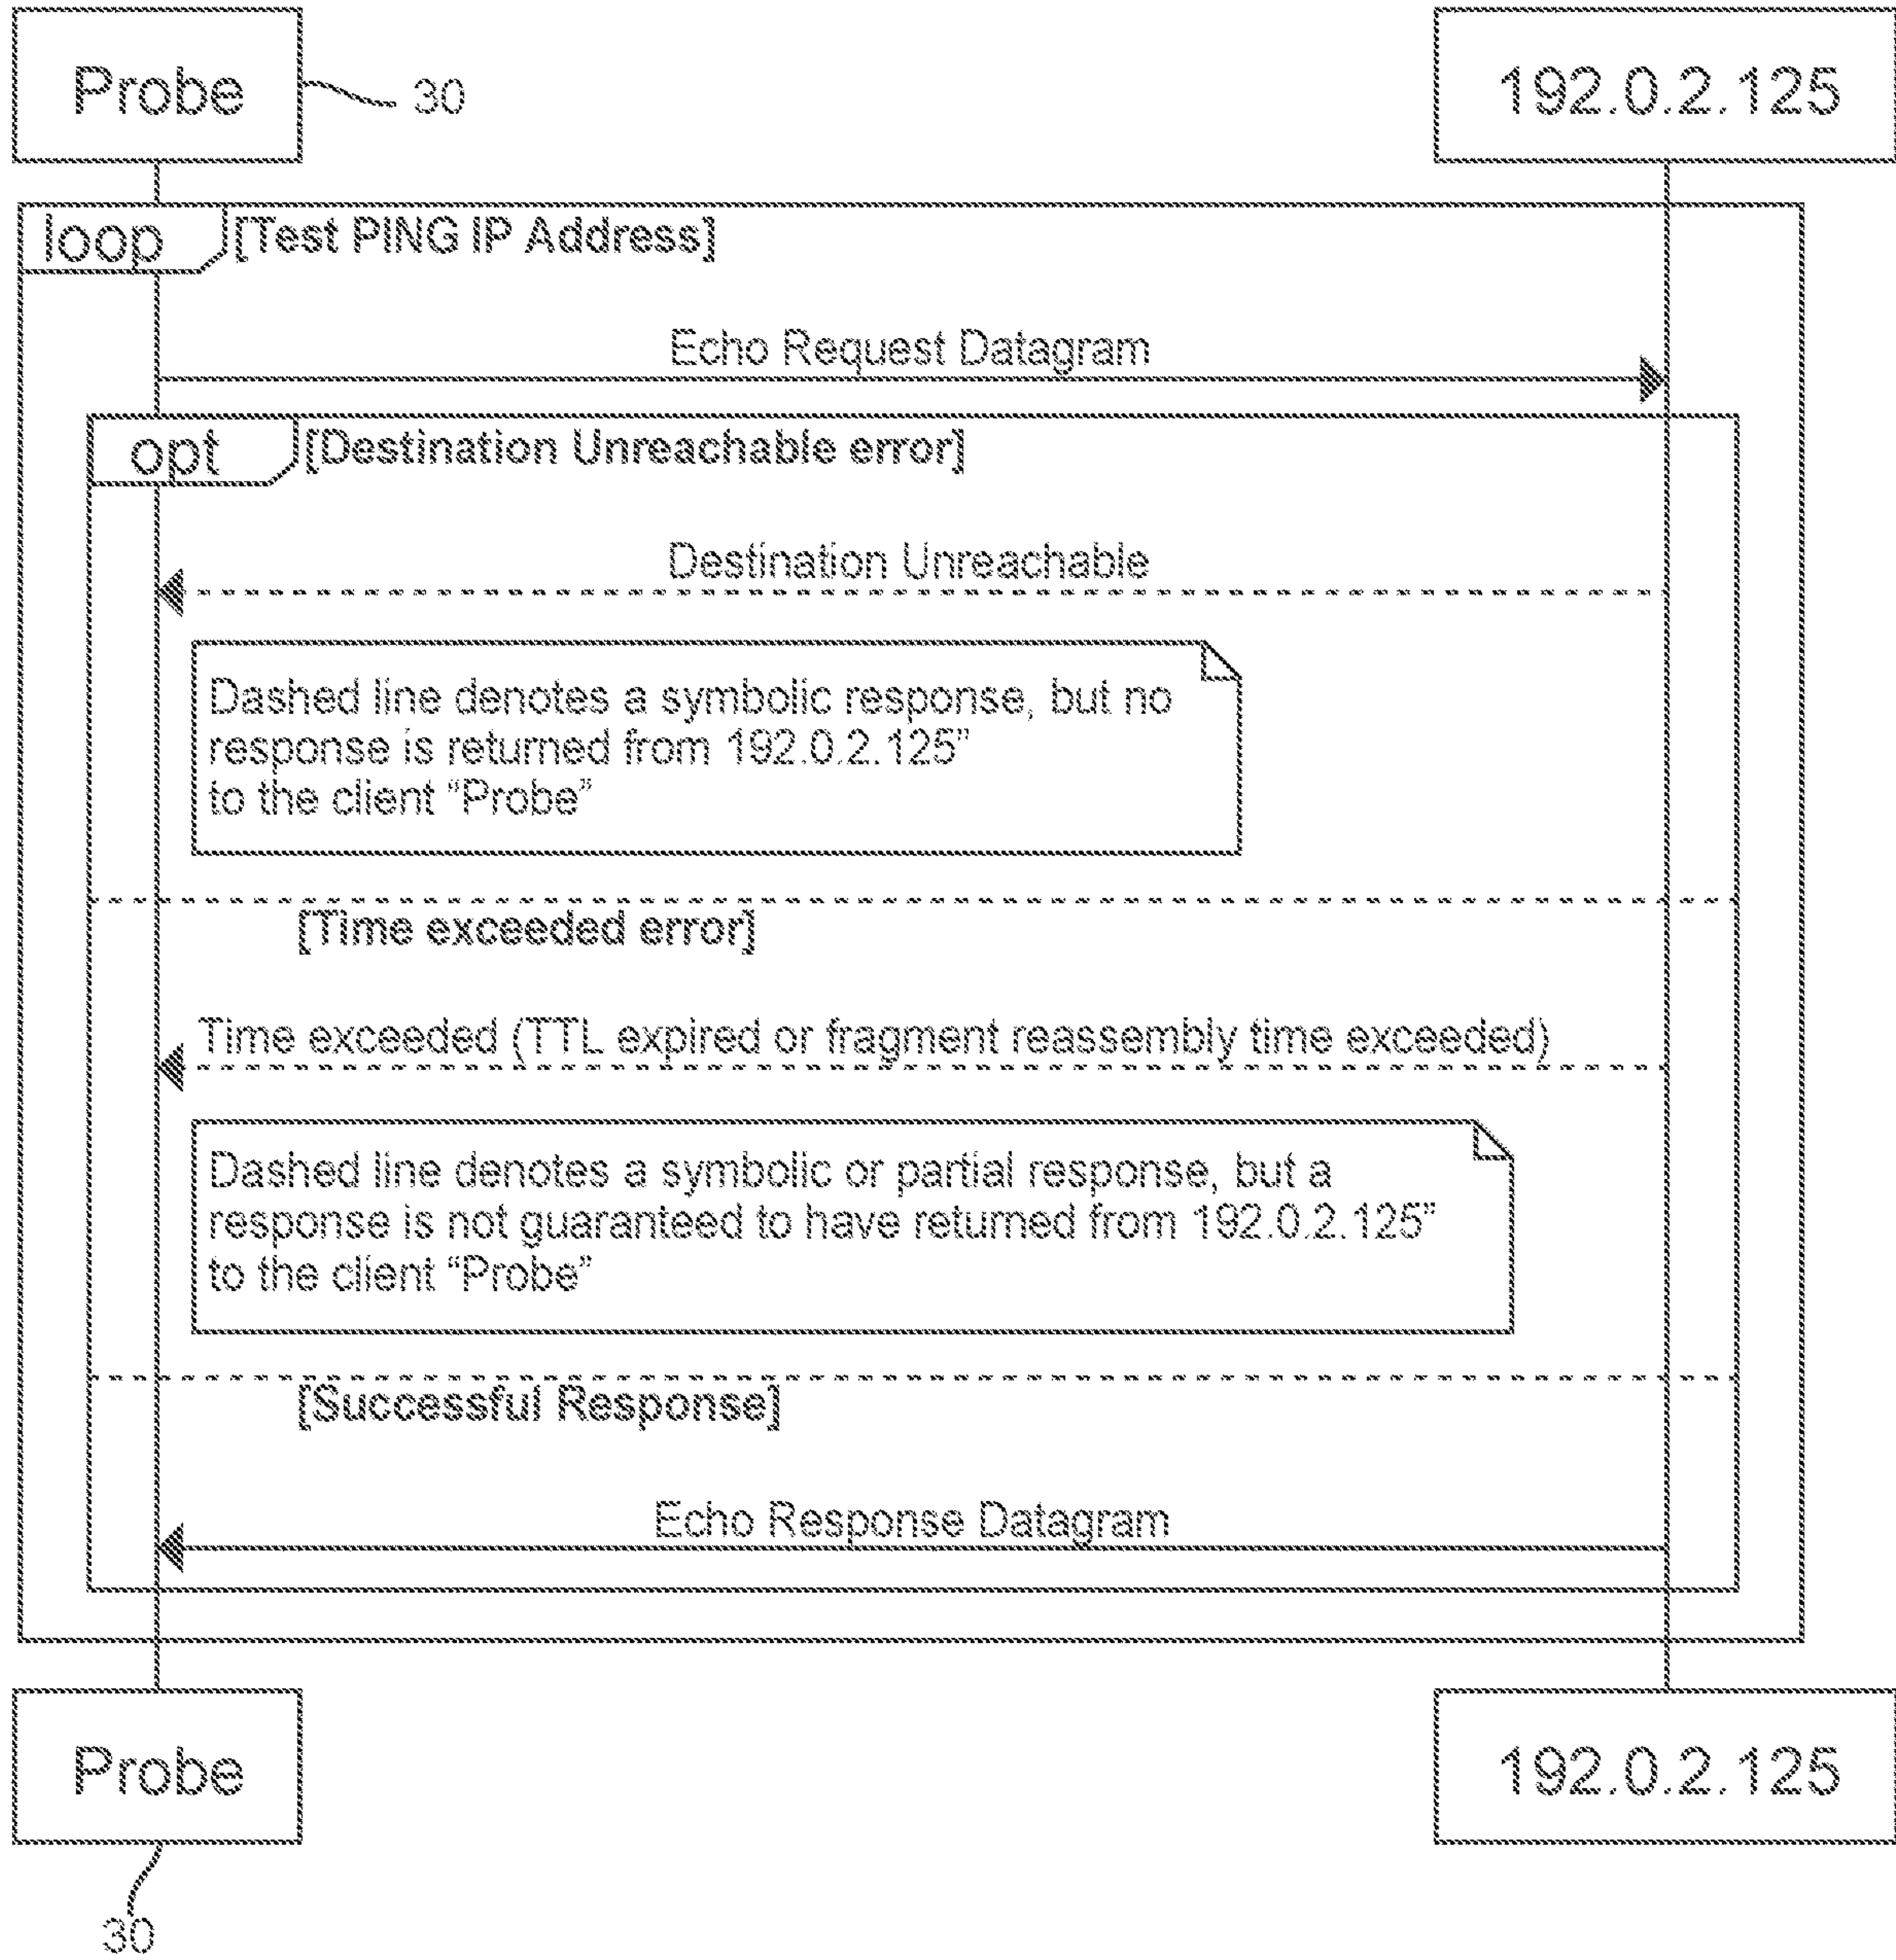 Probe
30
192.0.2.125
loop
[Test PING IP Address]
Echo Request Datagram
opt
[Destination Unreachable error]
Destination Unreachable
Dashed line denotes a symbolic response, but no
response is returned from 192.0.2.125”
to the client “Probe”
[Time exceeded error]
Time exceeded (TTL expired or fragment reassembly time exceeded)
Dashed line denotes a symbolic or partial response, but a
response is not guaranteed to have returned from 192.0.2.125”
to the client “Probe”
[Successful Response]
Echo Response Datagram
Probe
192.0.2.125
30